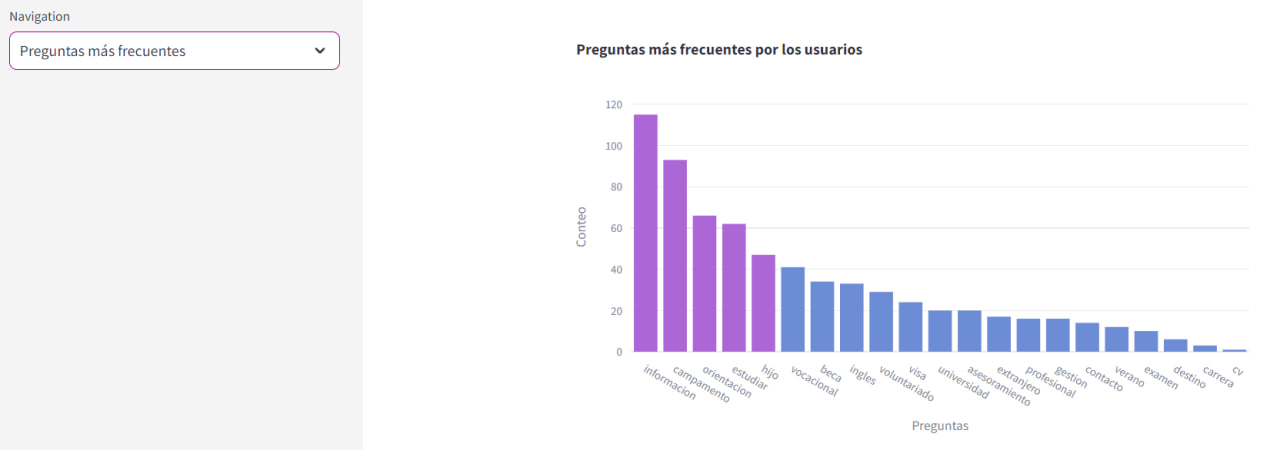 Navigation
Preguntas más frecuentes
Preguntas más frecuentes por los usuarios
120
100
80
60
40
20
0
Conteo
informacion
campamento
orientacion
estudiar
hijo
vocacional
beca
ingles
voluntariado
visa
universidad
asesoramiento
extranjero
profesional
gestion
contacto
verano
examen
destino
carrera
cv
Preguntas